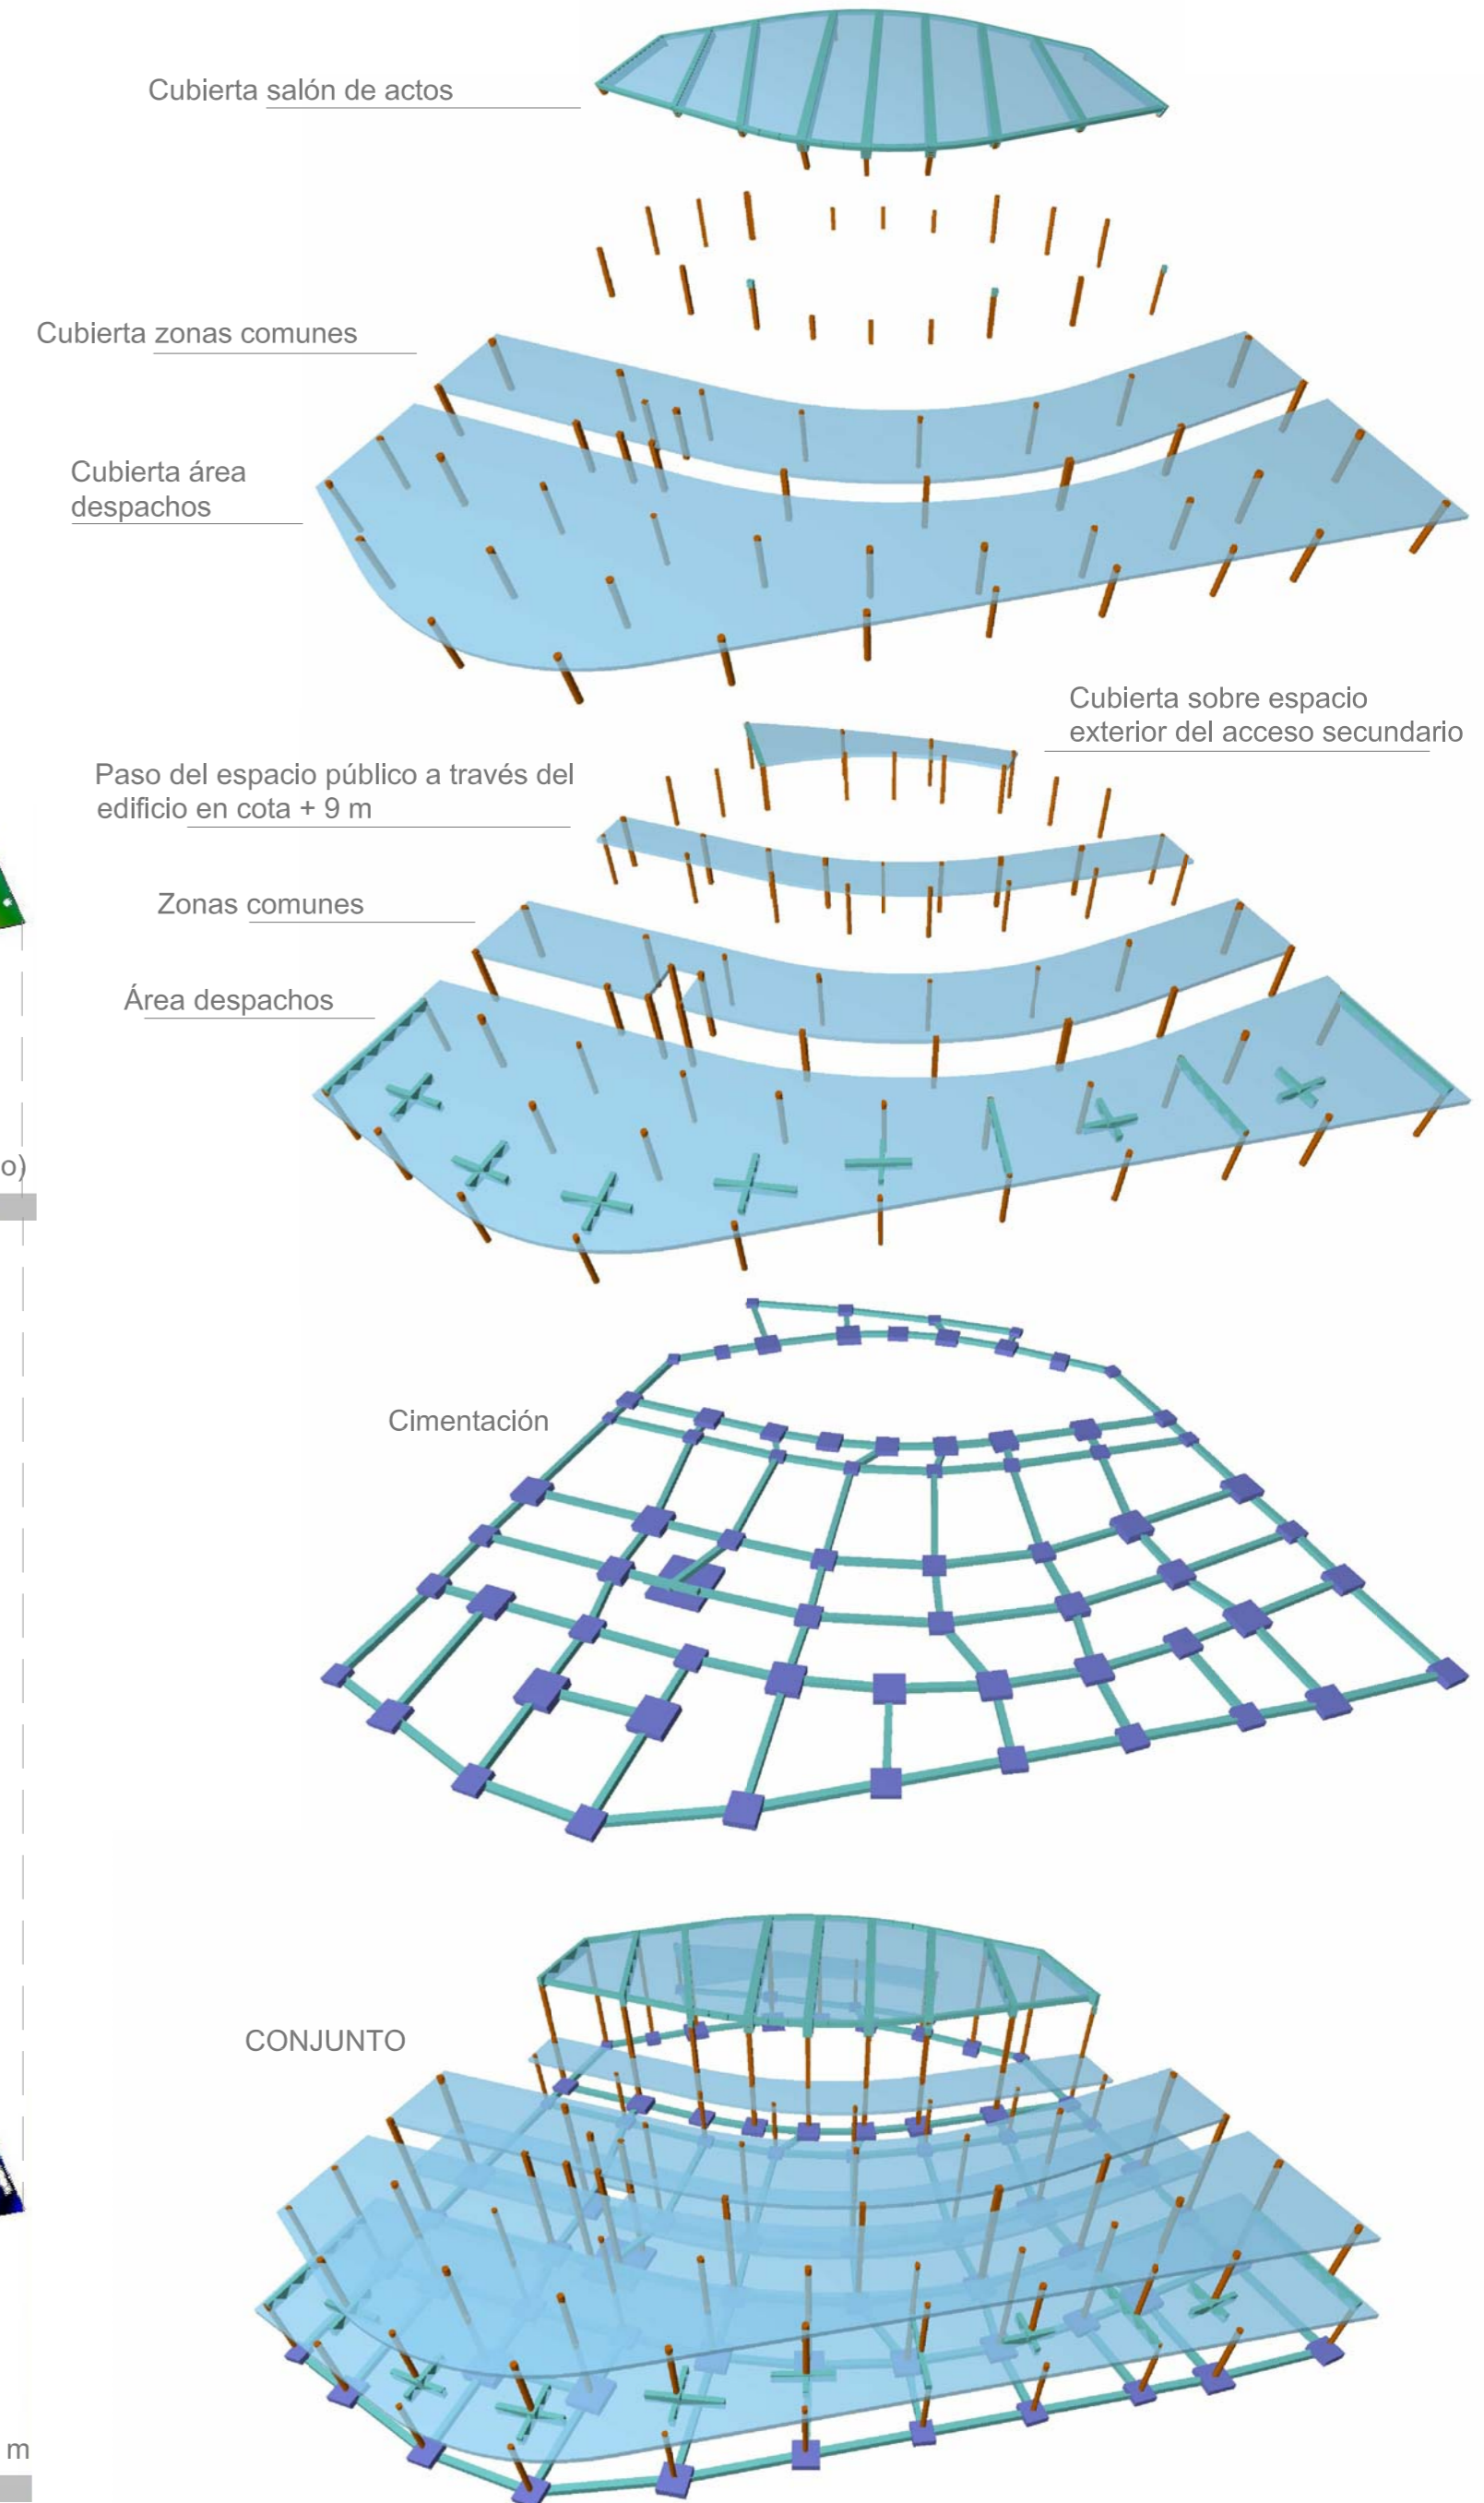 Cubierta salón de actos
Cubierta zonas comunes
Cubierta área
despachos
Cubierta sobre espacio
exterior del acceso secundario
Paso del espacio público a través del
edificio en cota + 9 m
Zonas comunes
Área despachos
o)
Cimentación
CONJUNTO
m